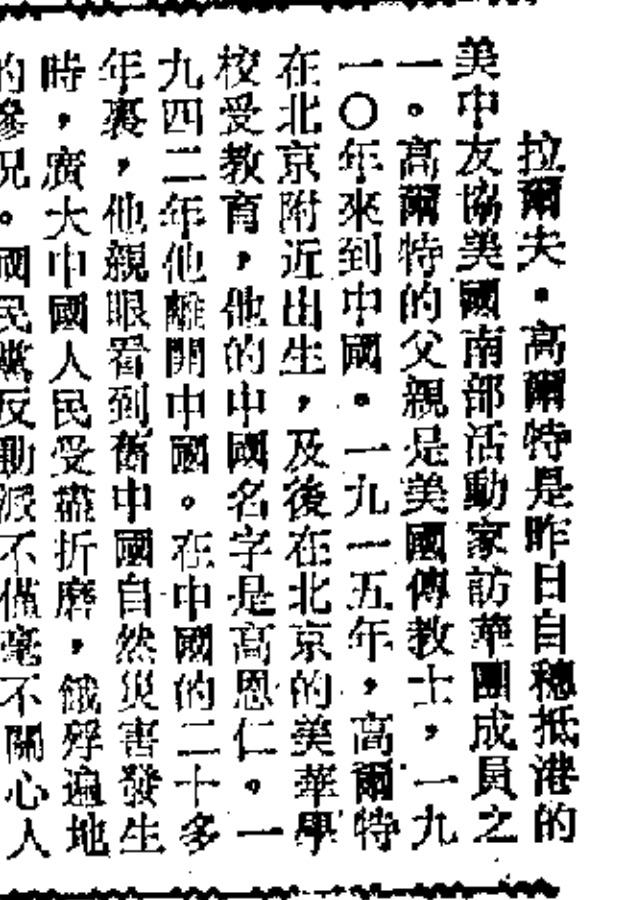 拉爾夫•高爾特是昨日自穗抵港的
美中友協美國南部活動家訪華團成員之
一。高爾特的父親是美國傳教士，一九
一〇年來到中國。一九一五年，高爾特
在北京附近出生，及後在北京的美華學
校受教育，他的中國名字是高恩仁。一
九四二年他離開中國。在中國的二十多
年裏，他親眼看到舊中國自然災害發生
時，廣大中國人民受盡折磨，餓殍遍地
的慘況。國民黨反動派不僅毫不關心人